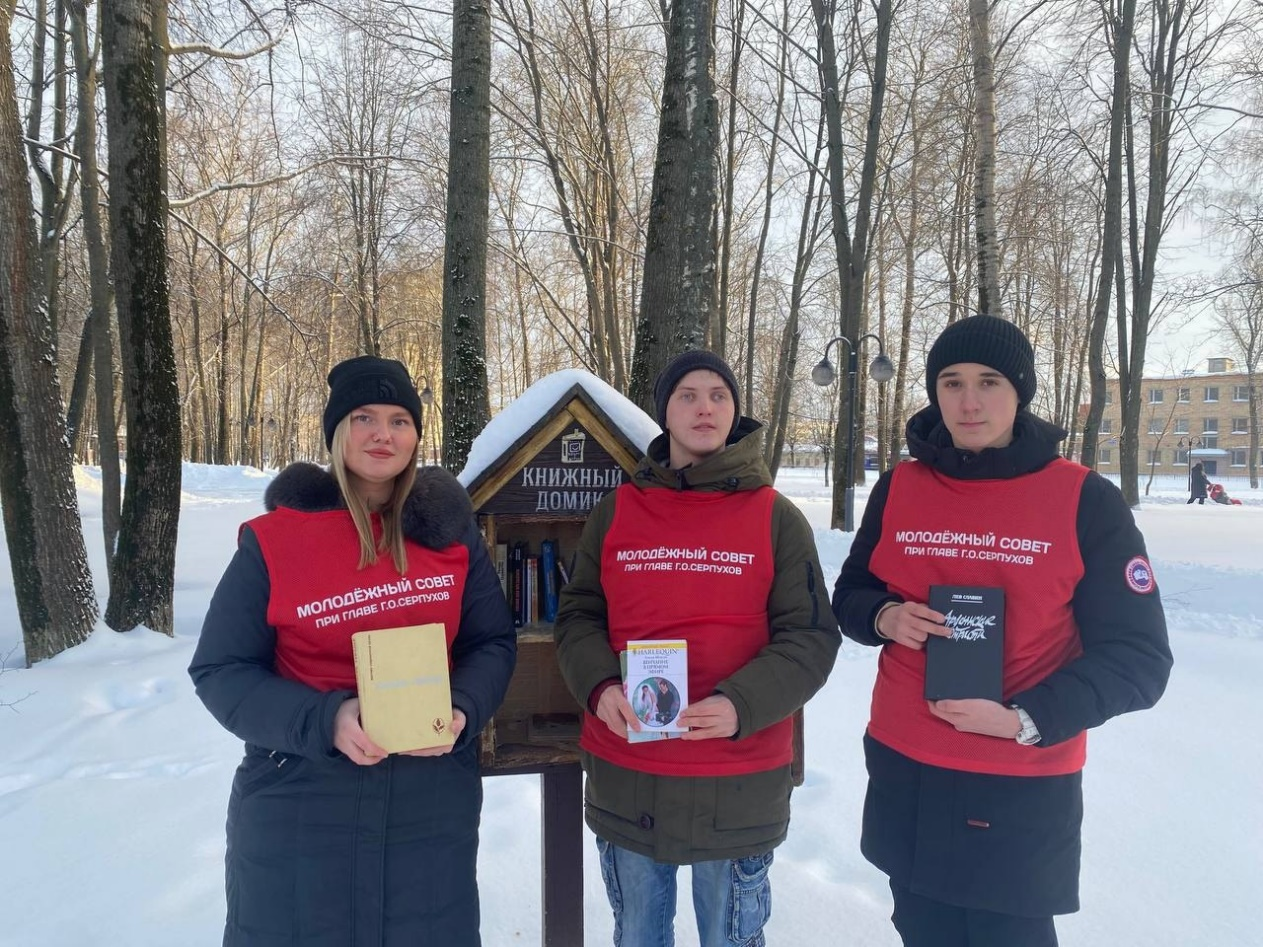 КНИЖНЫЙ
ДОМИК
МОЛОДЁЖНЫЙ СОВЕТ
ПРИ ГЛАВЕ Г.О.СЕРПУХОВ
МОЛОДЁЖНЫЙ СОВЕТ
ПРИ ГЛАВЕ Г.О.СЕРПУХОВ
HARLEQUIN
МОЛОДЁЖНЫЙ СОВЕТ
ПРИ ГЛАВЕ Г.О.СЕРПУХОВ
ЛЕВ СЛАВИН